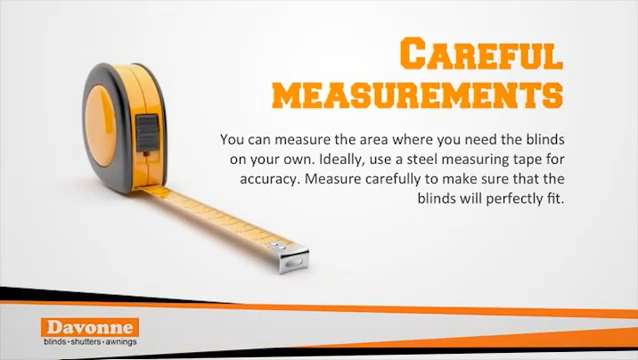 CAREFUL
MEASUREMENTS
You can measure the area where you need the blinds
on your own. Ideally, use a steel measuring tape for
accuracy. Measure carefully to make sure that the
blinds will perfectly fit.
Davonne
blinds•shutters•awnings